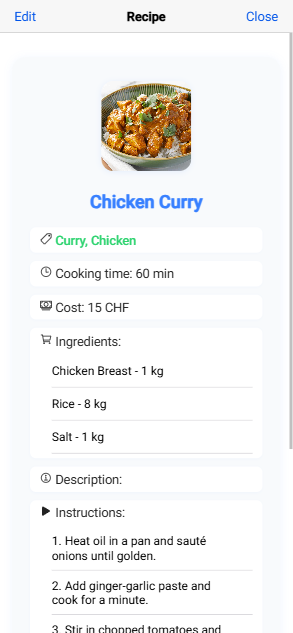 Edit Recipe Close
Chicken Curry
Curry, Chicken
Cooking time: 60 min
Cost: 15 CHF
Ingredients:
Chicken Breast - 1 kg
Rice - 8 kg
Salt - 1 kg
Description:
Instructions:
1. Heat oil in a pan and sauté
onions until golden.
2. Add ginger-garlic paste and
cook for a minute.
3. Stir in chopped tomatoes and